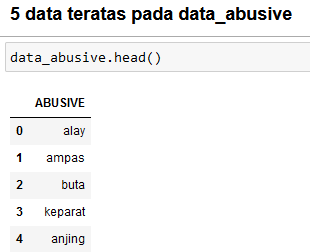 5 data teratas pada data_abusive
data_abusive.head()
ABUSIVE
0 alay
1 ampas
2 buta
3 keparat
4 anjing